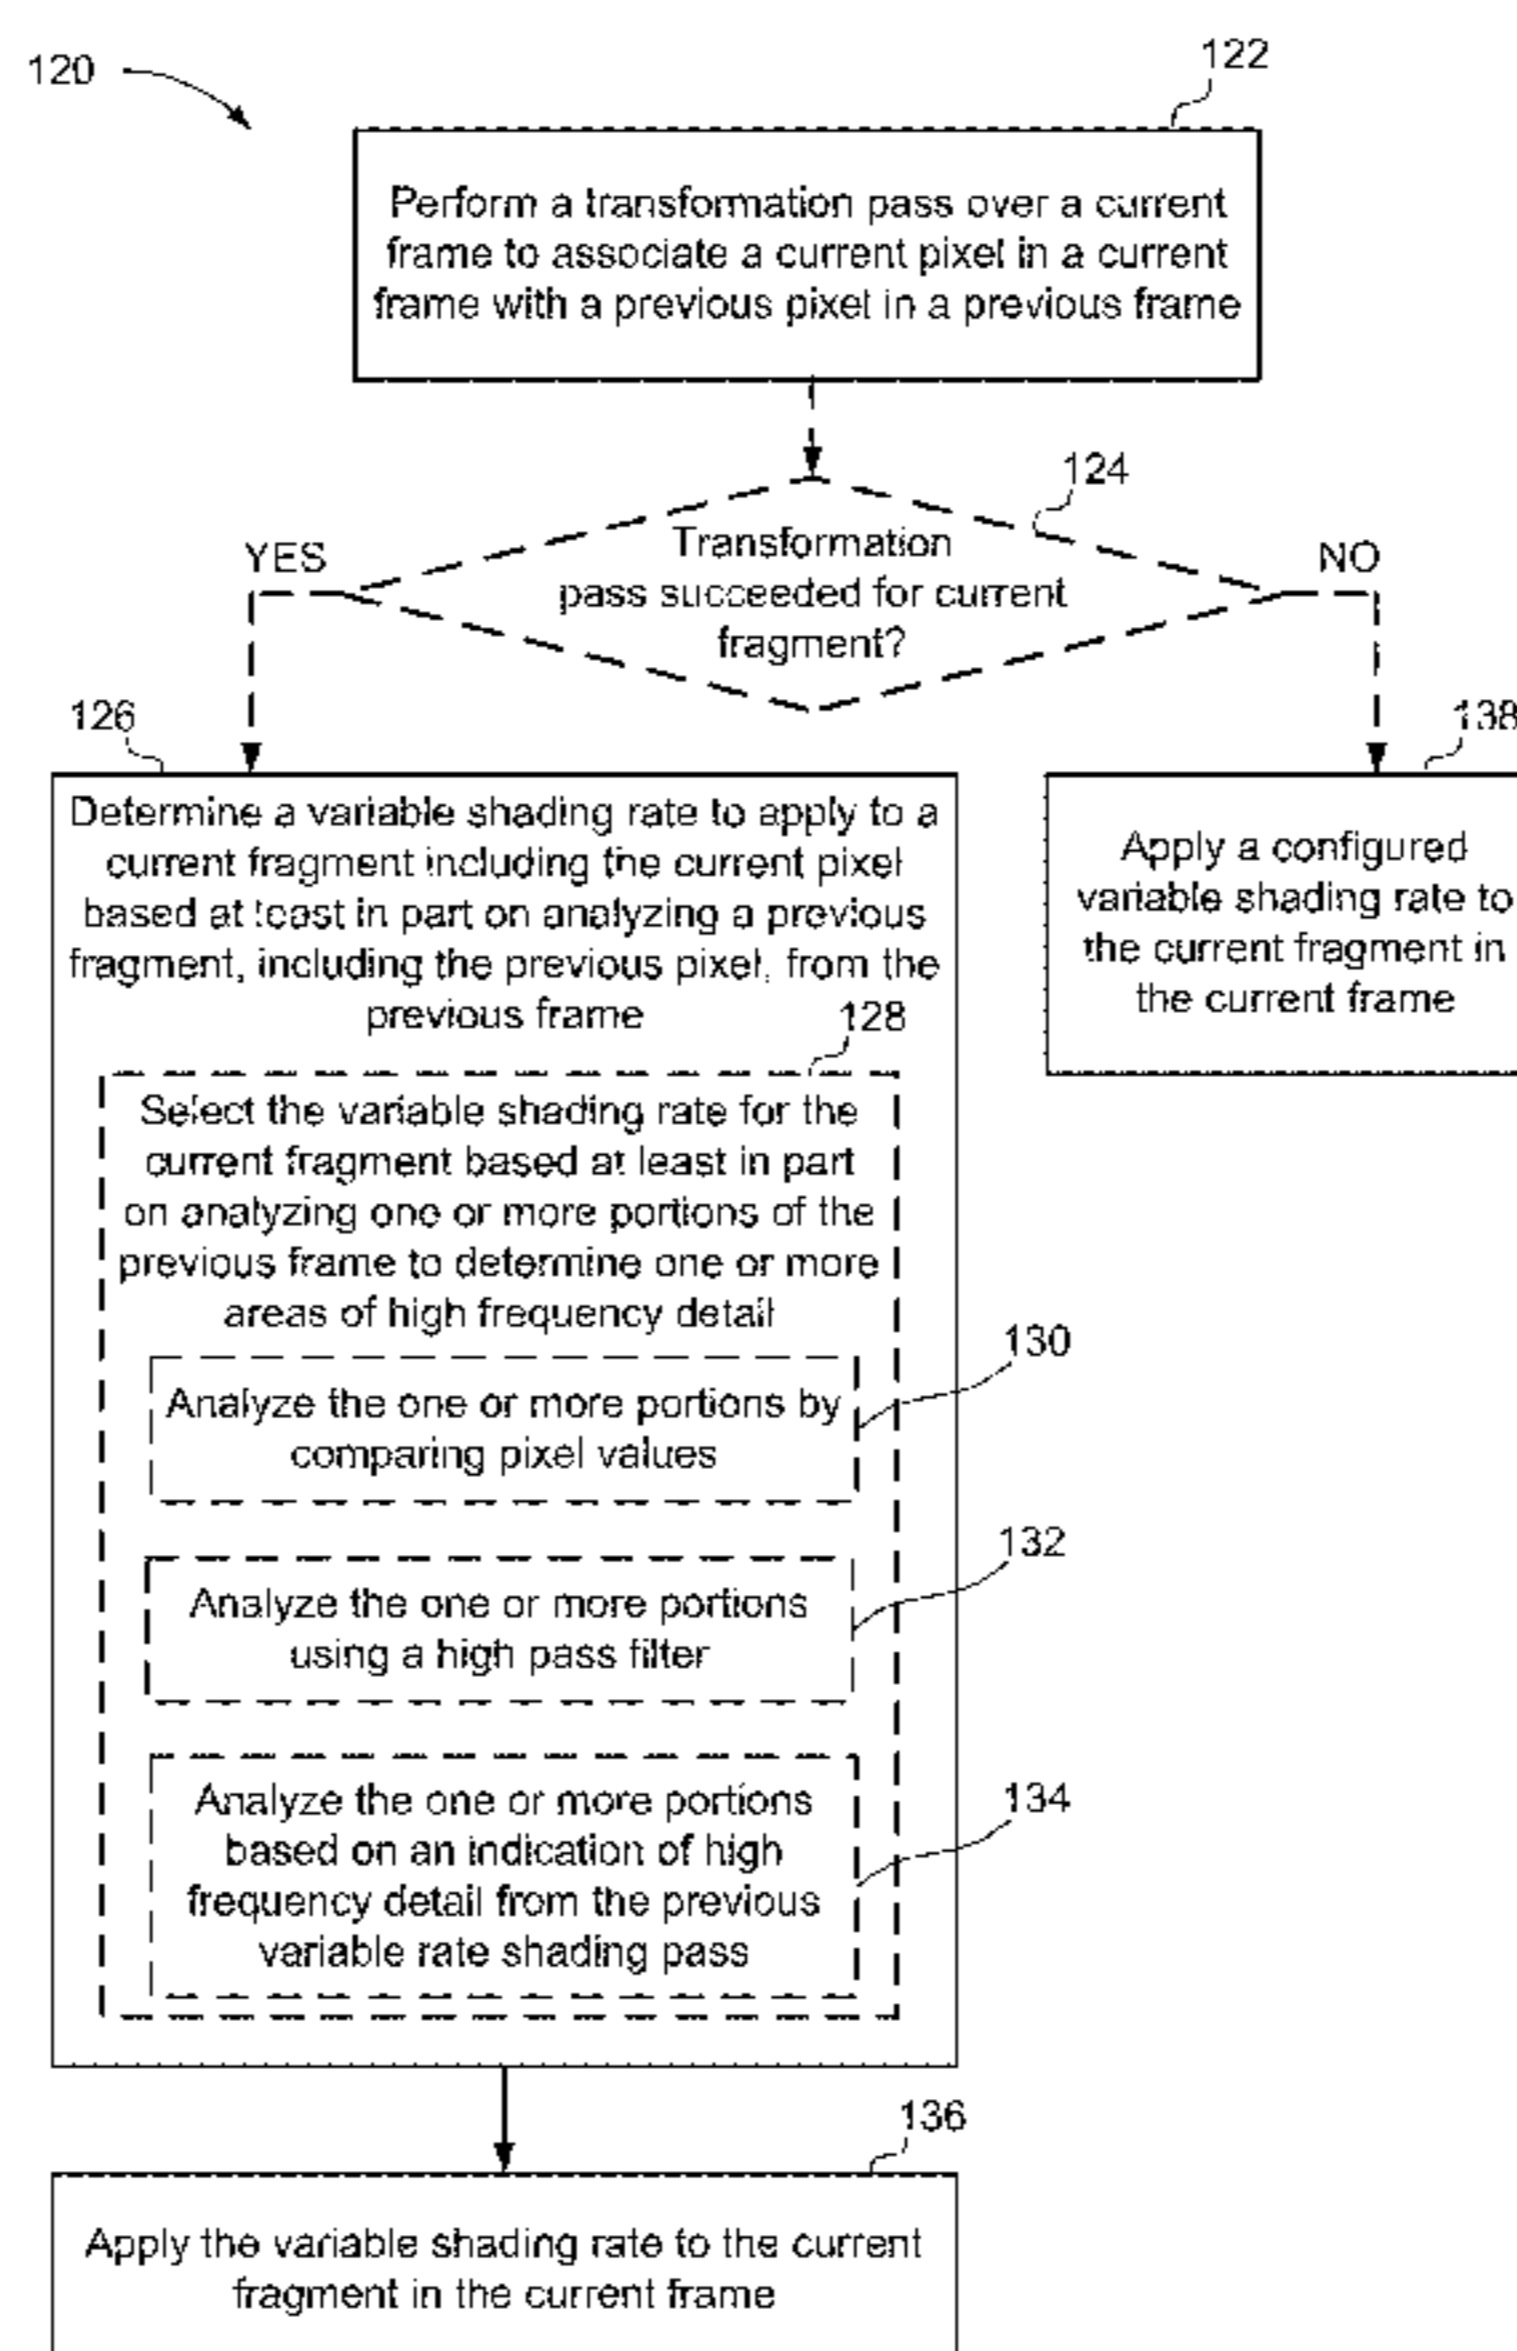 120
122
Perform a transformation pass over a current
frame to associate a current pixel in a current
frame with a previous pixel in a previous frame
124
Transformation
pass succeeded for current
fragment?
YES
NO
126
Determine a variable shading rate to apply to a
current fragment including the current pixel
based at least in part on analyzing a previous
fragment, including the previous pixel, from the
previous frame
138
Apply a configured
variable shading rate to
the current fragment in
the current frame
128
Select the variable shading rate for the
current fragment based at least in part
on analyzing one or more portions of the
previous frame to determine one or more
areas of high frequency detail
130
Analyze the one or more portions by
comparing pixel values
132
Analyze the one or more portions
using a high pass filter
134
Analyze the one or more portions
based on an indication of high
frequency detail from the previous
variable rate shading pass
136
Apply the variable shading rate to the current
fragment in the current frame